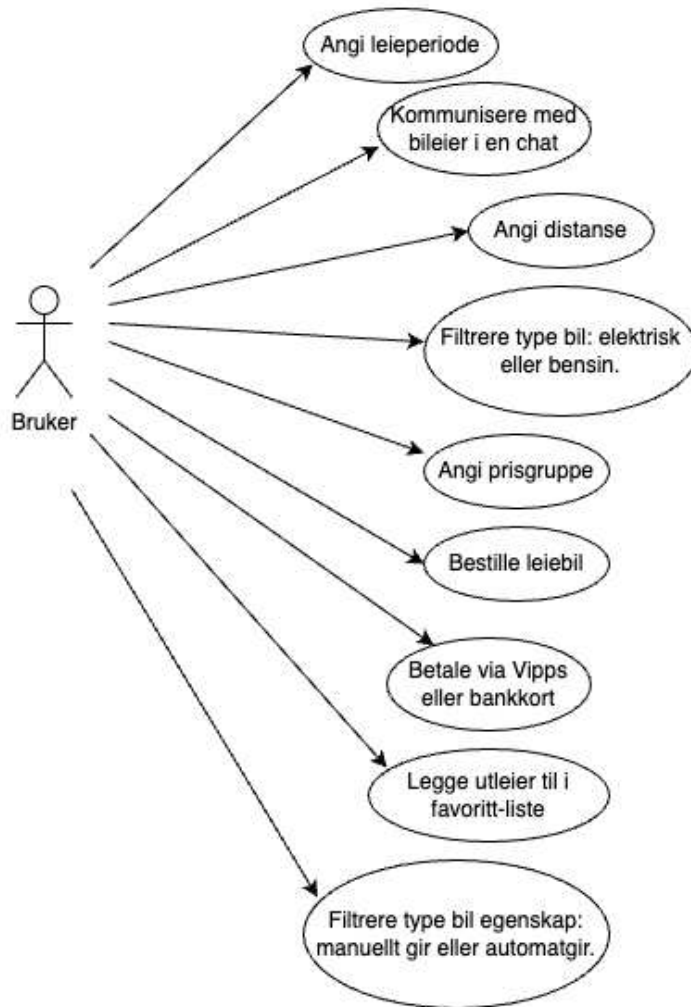 Angi leieperiode
Kommunisere med
bileier i en chat
Angi distanse
Filtrere type bil: elektrisk
eller bensin.
Bruker
Angi prisgruppe
Bestille leiebil
Betale via Vipps
eller bankkort
Legge utleier til i
favoritt-liste
Filtrere type bil egenskap:
manuellt gir eller automatgir.